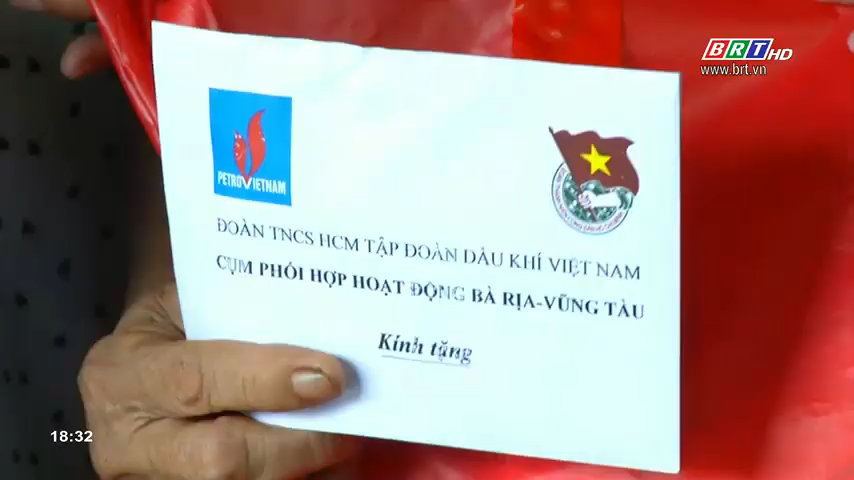 BRT HD
www.brt.vn
PETROVIETNAM
ĐOÀN TNCS HCM TẬP ĐOÀN DẦU KHÍ VIỆT NAM
CỤM PHỐI HỢP HOẠT ĐỘNG BÀ RỊA-VŨNG TÀU
Kính tặng
18:32